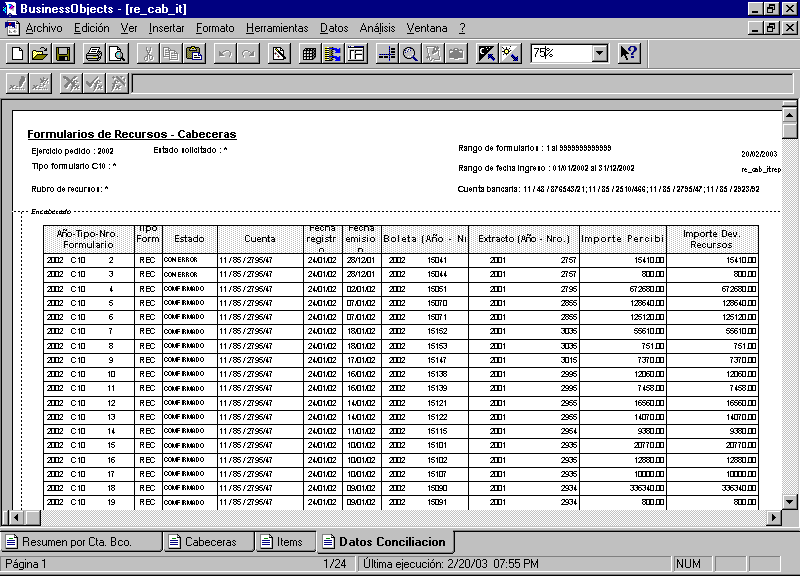 BusinessObjects - [re_cab_it]
Archivo Edición Ver Insertar Formato Herramientas Datos Análisis Ventana ?
75%
Formularios de Recursos - Cabeceras
Ejercicio pedido : 2002 Estado solicitado : * Rango de formularios : 1 al 9999999999999
20/02/2003
Tipo formulario C10 : * Rango de fecha ingreso : 01/01/2002 al 31/12/2002 re_cab_itrep
Rubro de recursos : * Cuenta bancaria: 11 / 48 / 876543/21; 11 / 85 / 2510/466; 11 / 85 / 2795/47; 11 / 85 / 2923/92
Encabezado
Año-Tipo-Nro. Formulario Tipo Form Estado Cuenta Fecha registro Fecha emisio Boleta (Año - Nr Extracto (Año - Nro.) Importe Percibi Importe Dev. Recursos
2002 C10 2 REC CON ERROR 11 / 85 / 2795/47 24/01/02 28/12/01 2002 15041 2001 2757 15410.00 15410.00
2002 C10 3 REC CON ERROR 11 / 85 / 2795/47 24/01/02 28/12/01 2002 15044 2001 2757 800.00 800.00
2002 C10 4 REC CONFIRMADO 11 / 85 / 2795/47 24/01/02 02/01/02 2002 15051 2001 2795 672680.00 672680.00
2002 C10 5 REC CONFIRMADO 11 / 85 / 2795/47 24/01/02 07/01/02 2002 15070 2001 2855 128640.00 128640.00
2002 C10 6 REC CONFIRMADO 11 / 85 / 2795/47 24/01/02 07/01/02 2002 15071 2001 2855 125120.00 125120.00
2002 C10 7 REC CONFIRMADO 11 / 85 / 2795/47 24/01/02 18/01/02 2002 15152 2001 3035 55610.00 55610.00
2002 C10 8 REC CONFIRMADO 11 / 85 / 2795/47 24/01/02 18/01/02 2002 15153 2001 3035 751.00 751.00
2002 C10 9 REC CONFIRMADO 11 / 85 / 2795/47 24/01/02 17/01/02 2002 15147 2001 3015 7370.00 7370.00
2002 C10 10 REC CONFIRMADO 11 / 85 / 2795/47 24/01/02 16/01/02 2002 15138 2001 2995 12060.00 12060.00
2002 C10 11 REC CONFIRMADO 11 / 85 / 2795/47 24/01/02 16/01/02 2002 15139 2001 2995 7458.00 7458.00
2002 C10 12 REC CONFIRMADO 11 / 85 / 2795/47 24/01/02 14/01/02 2002 15121 2001 2955 16560.00 16560.00
2002 C10 13 REC CONFIRMADO 11 / 85 / 2795/47 24/01/02 14/01/02 2002 15122 2001 2955 14070.00 14070.00
2002 C10 14 REC CONFIRMADO 11 / 85 / 2795/47 24/01/02 11/01/02 2002 15115 2001 2954 9380.00 9380.00
2002 C10 15 REC CONFIRMADO 11 / 85 / 2795/47 24/01/02 10/01/02 2002 15101 2001 2935 20770.00 20770.00
2002 C10 16 REC CONFIRMADO 11 / 85 / 2795/47 24/01/02 10/01/02 2002 15102 2001 2935 12880.00 12880.00
2002 C10 17 REC CONFIRMADO 11 / 85 / 2795/47 24/01/02 10/01/02 2002 15107 2001 2935 10000.00 10000.00
2002 C10 18 REC CONFIRMADO 11 / 85 / 2795/47 24/01/02 09/01/02 2002 15090 2001 2934 336340.00 336340.00
2002 C10 19 REC CONFIRMADO 11 / 85 / 2795/47 24/01/02 09/01/02 2002 15091 2001 2934 800.00 800.00
Resumen por Cta. Bco. Cabeceras Items Datos Conciliacion
Página 1 1/24 Última ejecución: 2/20/03 07:55 PM NUM